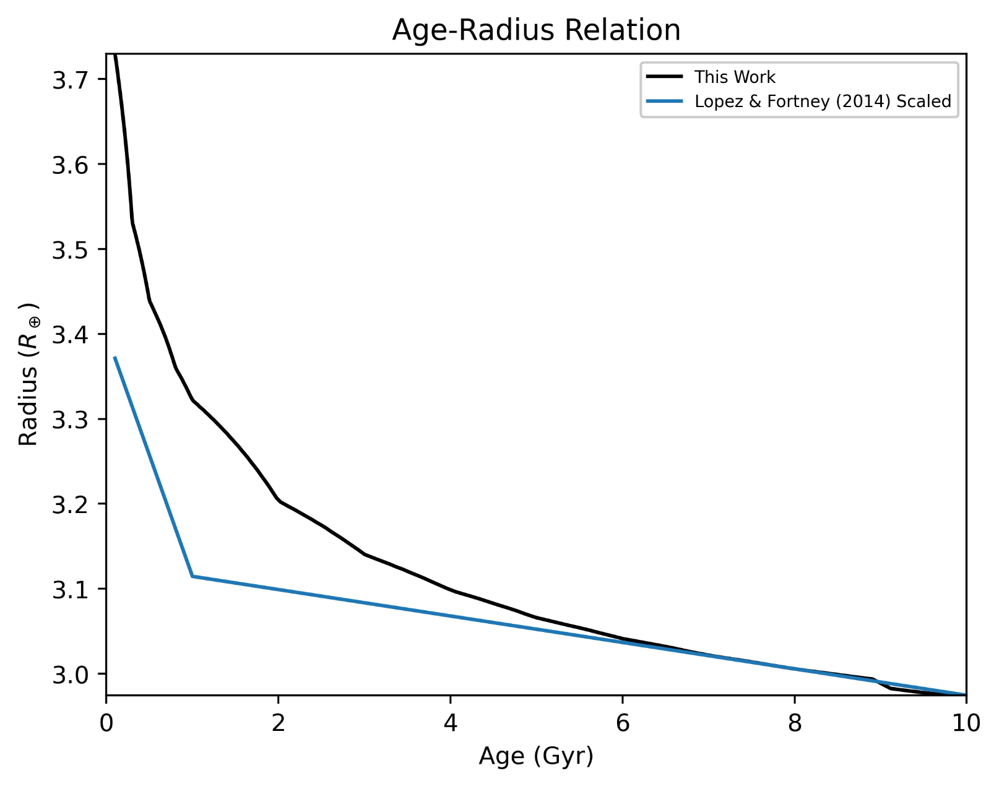 Age-Radius Relation
This Work
Lopez & Fortney (2014) Scaled
3.7
3.6
3.5
3.4
3.3
3.2
3.1
3.0
Radius (R⊕)
0 2 4 6 8 10
Age (Gyr)